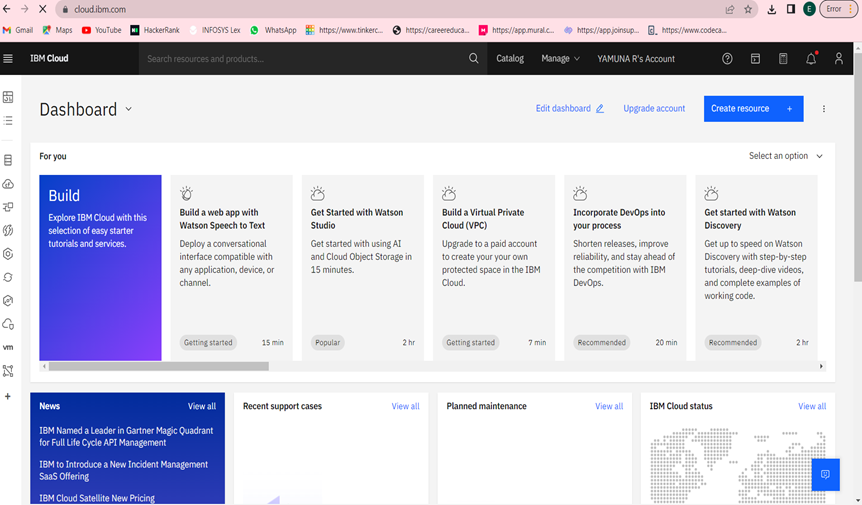 cloud.ibm.com
E
Error
Gmail
Maps
YouTube
HackerRank
INFOSYS Lex
WhatsApp
https://www.tinkerc...
https://careereduca...
https://app.mural.c...
https://app.joinsup...
https://www.codeca...
IBM Cloud
Search resources and products...
Catalog
Manage
YAMUNA R's Account
Dashboard
Edit dashboard
Upgrade account
Create resource +
For you
Select an option
Build
Explore IBM Cloud with this
selection of easy starter
tutorials and services.
Build a web app with
Watson Speech to Text
Deploy a conversational
interface compatible with
any application, device, or
channel.
Getting started
15 min
Get Started with Watson
Studio
Get started with using AI
and Cloud Object Storage in
15 minutes.
Popular
2 hr
Build a Virtual Private
Cloud (VPC)
Upgrade to a paid account
to create your your own
protected space in the IBM
Cloud.
Getting started
7 min
Incorporate DevOps into
your process
Shorten releases, improve
reliability, and stay ahead of
the competition with IBM
DevOps.
Recommended
20 min
Get started with Watson
Discovery
Get up to speed on Watson
Discovery with step-by-step
tutorials, deep-dive videos,
and complete examples of
working code.
Recommended
2 hr
vm
News
View all
IBM Named a Leader in Gartner Magic Quadrant
for Full Life Cycle API Management
IBM to Introduce a New Incident Management
SaaS Offering
IBM Cloud Satellite New Pricing
Recent support cases
View all
Planned maintenance
View all
IBM Cloud status
View all